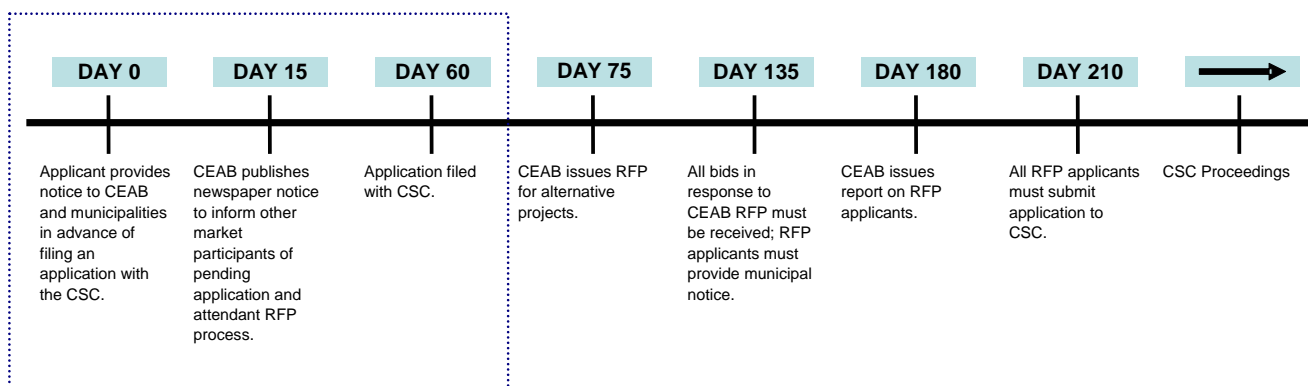 DAY 0
Applicant provides
notice to CEAB
and municipalities
in advance of
filing an
application with
the CSC.
DAY 15
CEAB publishes
newspaper notice
to inform other
market
participants of
pending
application and
attendant RFP
process.
DAY 60
Application filed
with CSC.
DAY 75
CEAB issues RFP
for alternative
projects.
DAY 135
All bids in
response to
CEAB RFP must
be received; RFP
applicants must
provide municipal
notice.
DAY 180
CEAB issues
report on RFP
applicants.
DAY 210
All RFP applicants
must submit
application to
CSC.
CSC Proceedings